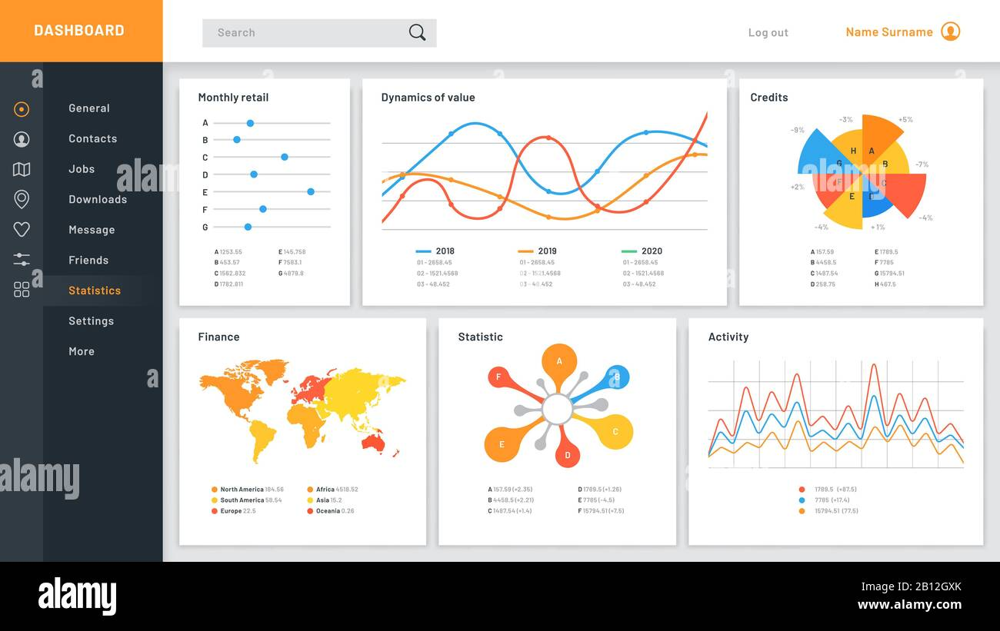 DASHBOARD
Search
Log out
Name Surname
General
Contacts
Jobs
Downloads
Message
Friends
Statistics
Settings
More
Monthly retail
A
B
C
D
E
F
G
A 1253.55 E 145.758
B 453.57 F 7583.1
C 1562.832 G 4879.8
D 1782.811
Dynamics of value
2018 2019 2020
01 - 2658.45 01 - 2658.45 01 - 2658.45
02 - 1521.4568 02 - 1521.4568 02 - 1521.4568
03 - 48.452 03 - 48.452 03 - 48.452
Credits
-3% +5%
-9%
H A
G B -7%
+2% F C
E D
-4% +1% -4%
A 157.59 E 1789.5
B 4458.5 F 7785
C 1487.54 G 15794.51
D 258.75 H 467.5
Finance
North America 184.56 Africa 4518.52
South America 58.54 Asia 15.2
Europe 22.5 Oceania 0.26
Statistic
A
F B
C
E
D
A 157.59 (+2.35) D 1789.5 (+1.26)
B 4458.5 (+2.21) E 7785 (-4.5)
C 1487.54 (+1.4) F 15794.51 (+7.5)
Activity
1789.5 (+87.5)
7785 (+17.4)
15794.51 (77.5)
a a a a
alamy alamy
a a
a a
alamy alamy
alamy
Image ID: 2B12GXK
www.alamy.com